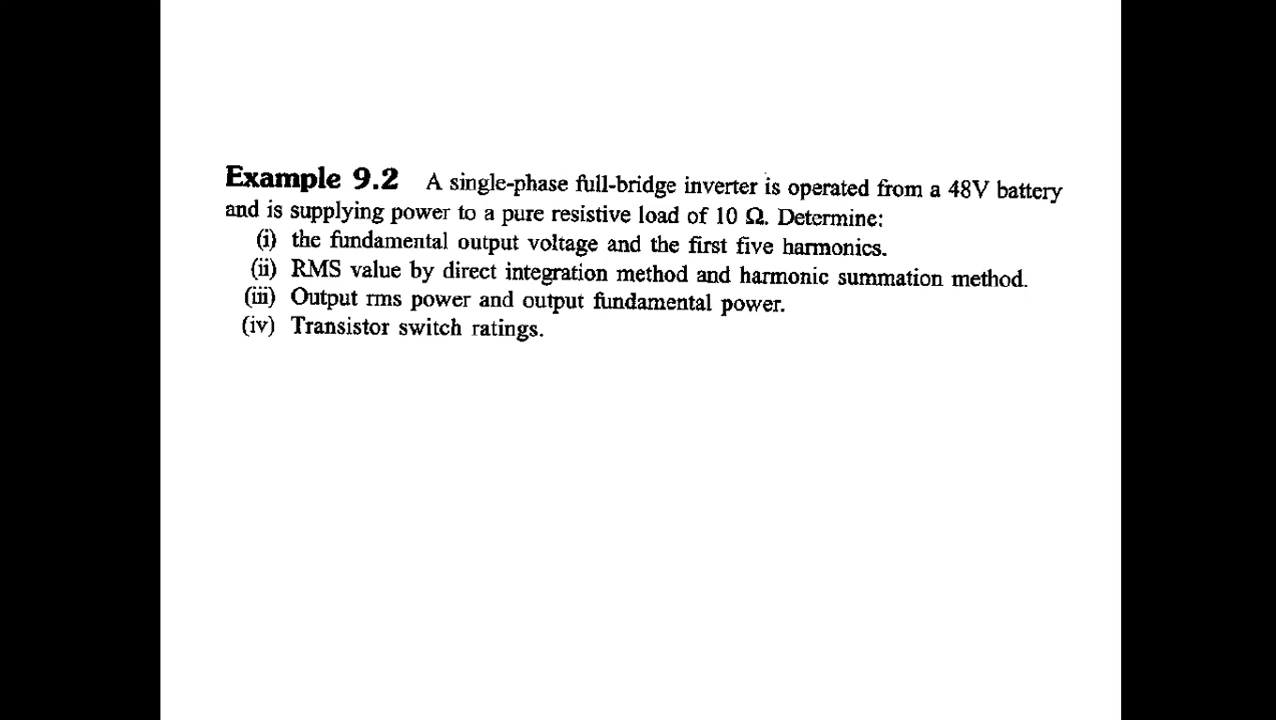 Example 9.2 A single-phase full-bridge inverter is operated from a 48V battery
and is supplying power to a pure resistive load of 10 Ω. Determine:
(i) the fundamental output voltage and the first five harmonics.
(ii) RMS value by direct integration method and harmonic summation method.
(iii) Output rms power and output fundamental power.
(iv) Transistor switch ratings.